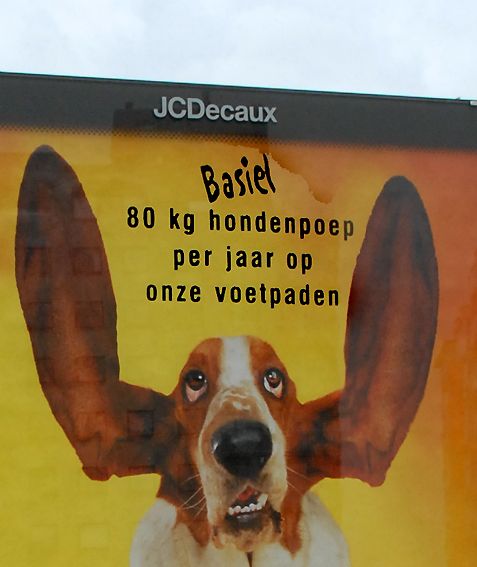 JCDecaux
Basiel
80 kg hondenpoep
per jaar op
onze voetpaden